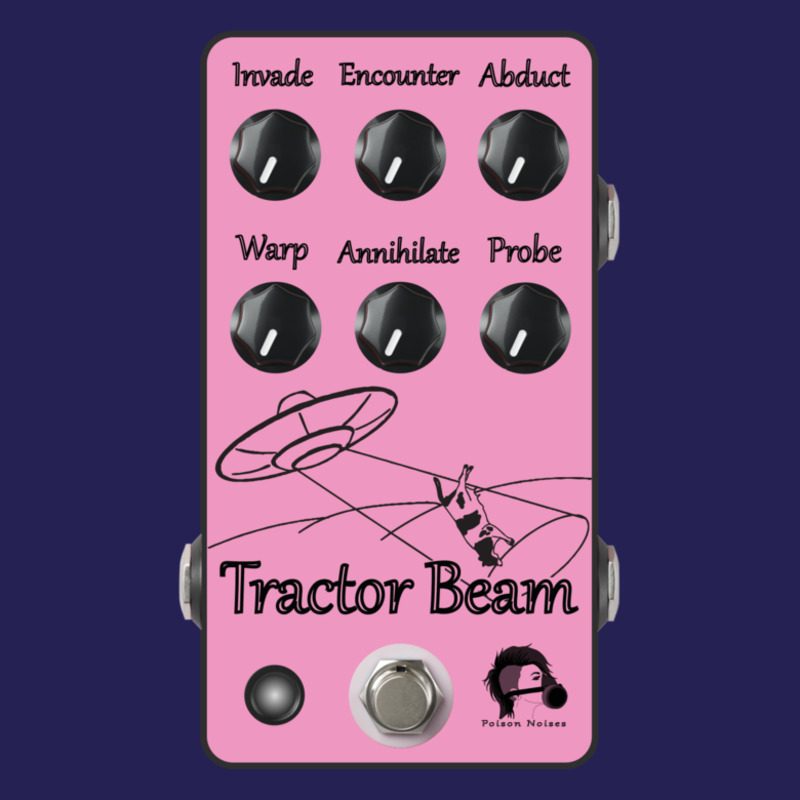 Invade Encounter Abduct
Warp Annihilate Probe
Tractor Beam
Poison Noises